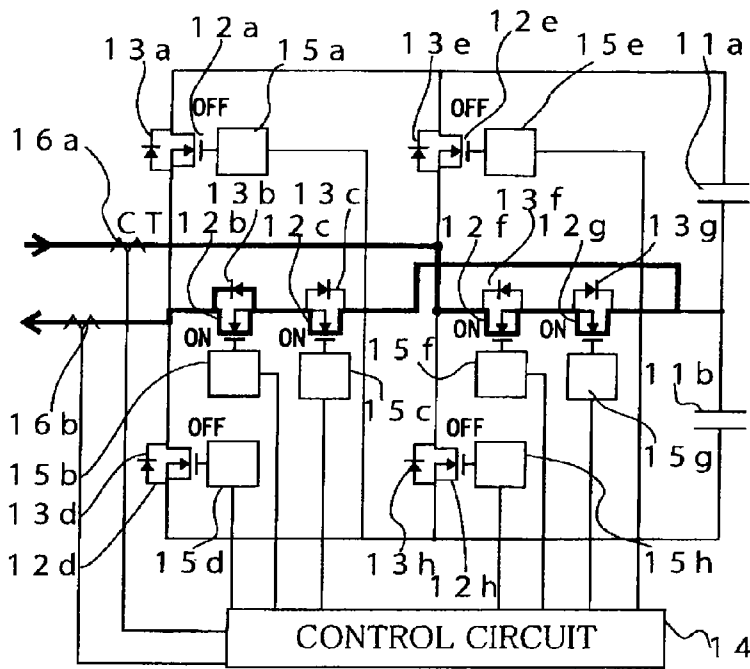 13a 12a 15a 13e 12e 15e 11a
OFF OFF
16a
13b 13c 13f
CT 12b 12c 12f 12g 13g
ON ON ON ON
15f 11b
16b 15c
15b OFF OFF 15g
13d
12d 15d 13h 12h 15h
CONTROL CIRCUIT 14